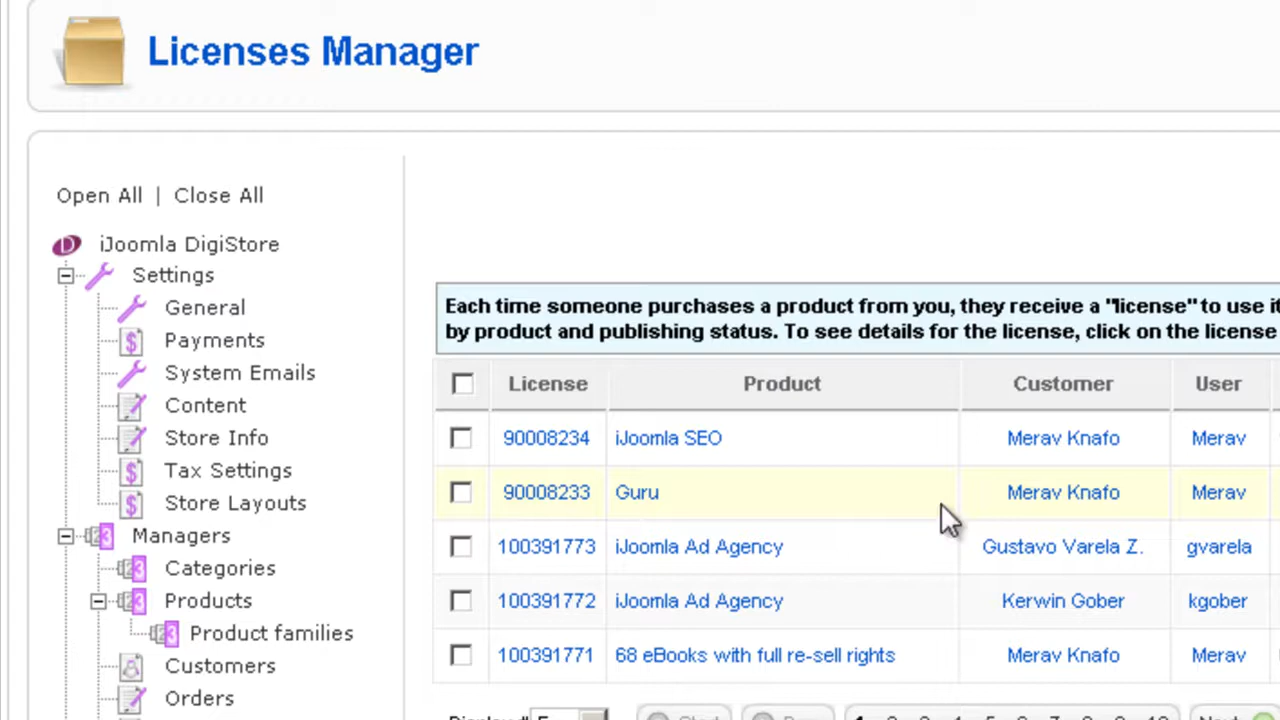 Licenses Manager
Open All | Close All
iJoomla DigiStore
Settings
General
Payments
System Emails
Content
Store Info
Tax Settings
Store Layouts
Managers
Categories
Products
Product families
Customers
Orders
Each time someone purchases a product from you, they receive a "license" to use it
by product and publishing status. To see details for the license, click on the license
License Product Customer User
90008234 iJoomla SEO Merav Knafo Merav
90008233 Guru Merav Knafo Merav
100391773 iJoomla Ad Agency Gustavo Varela Z. gvarela
100391772 iJoomla Ad Agency Kerwin Gober kgober
100391771 68 eBooks with full re-sell rights Merav Knafo Merav